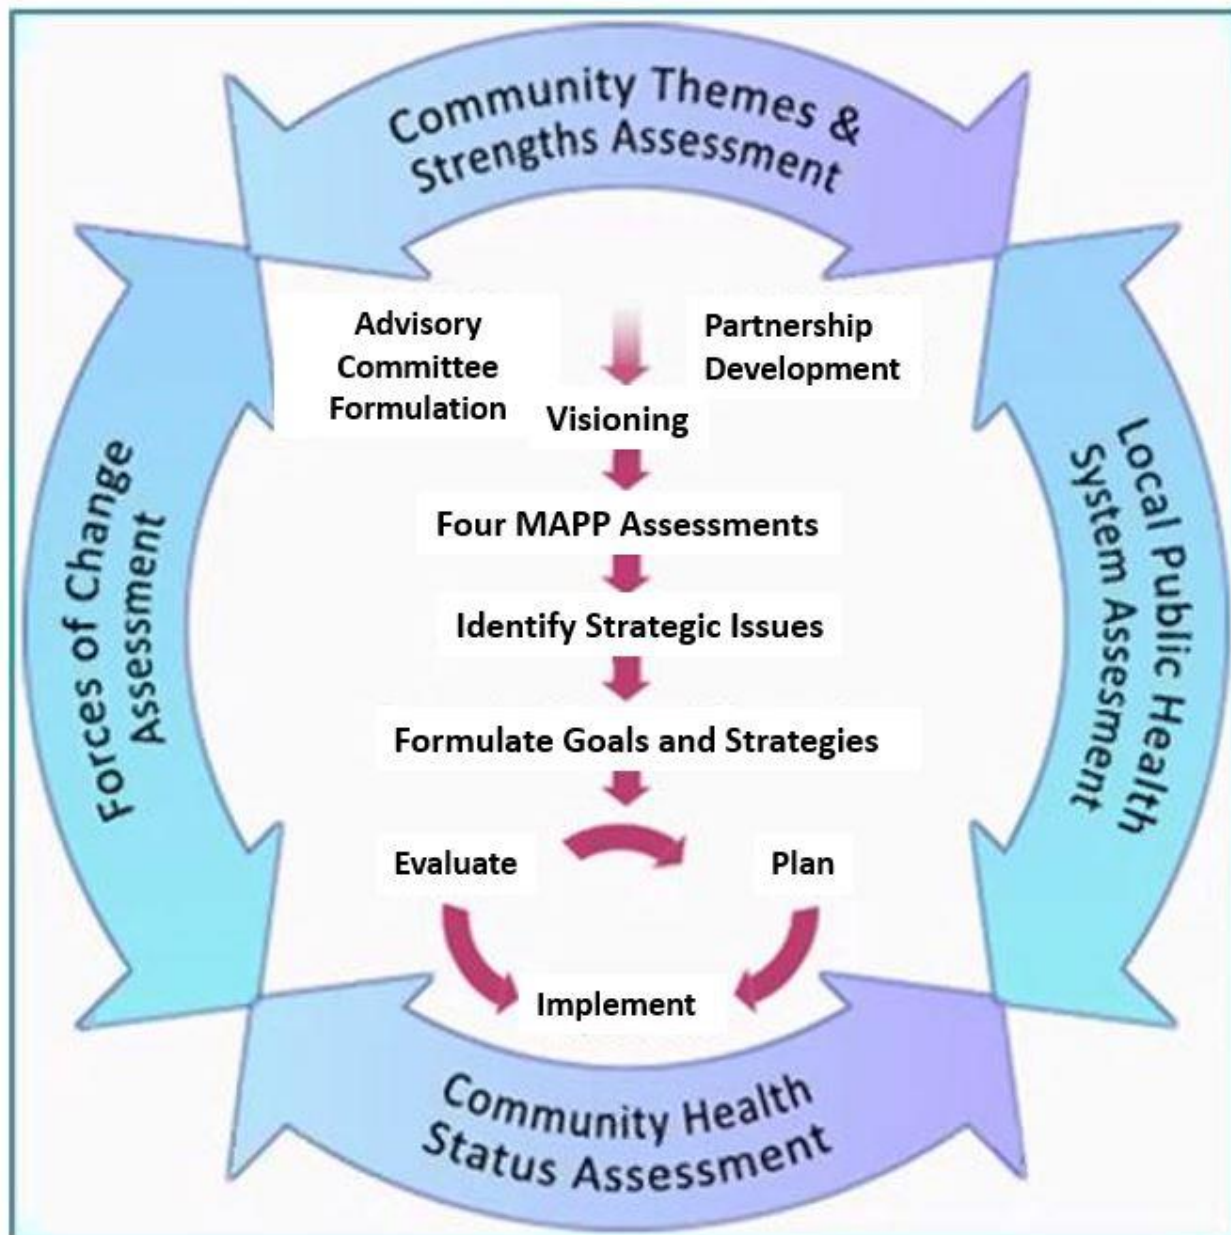 Community Themes &
Strengths Assessment
Advisory
Committee
Formulation
Partnership
Development
Visioning
Four MAPP Assessments
Identify Strategic Issues
Formulate Goals and Strategies
Evaluate
Plan
Implement
Forces of Change
Assessment
Local Public Health
System Assesment
Community Health
Status Assessment